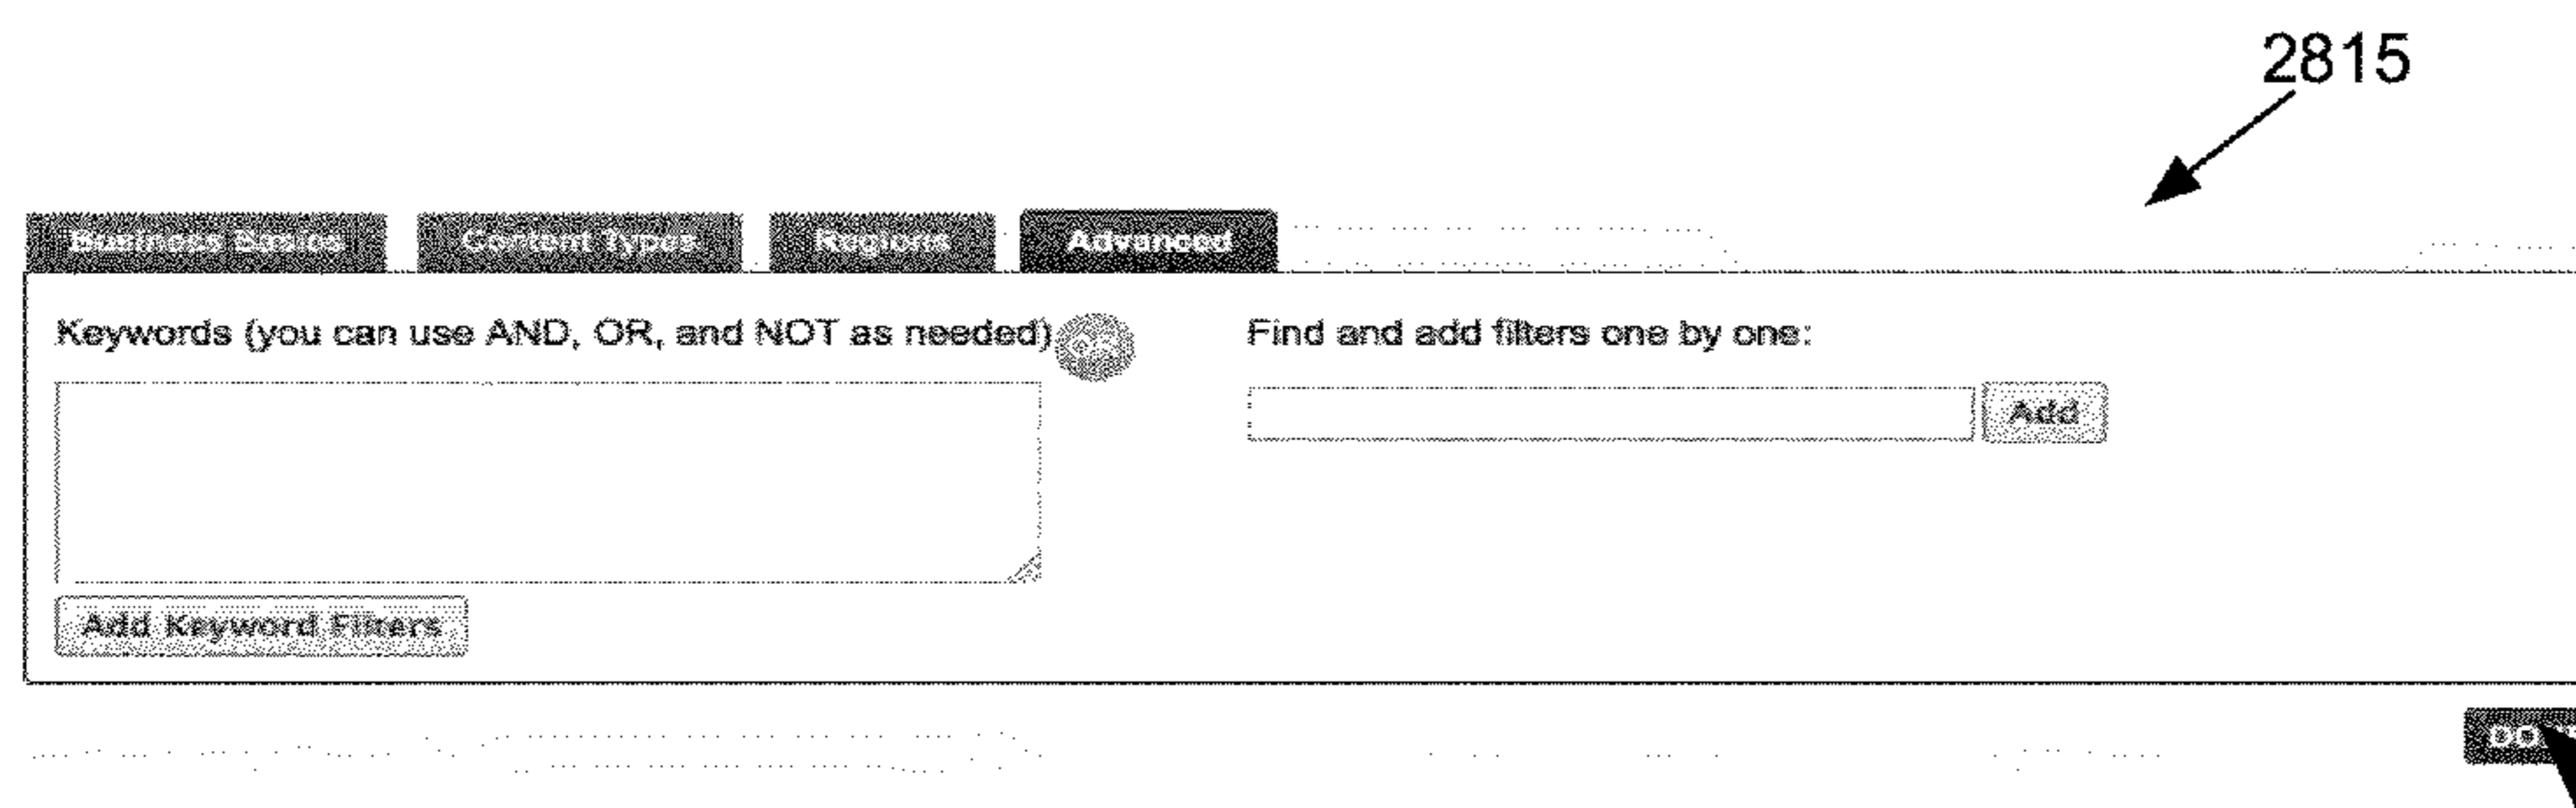 2815
Business Basics Content Types Regions Advanced
Keywords (you can use AND, OR, and NOT as needed) OR Find and add filters one by one:
Add
Add Keyword Filters